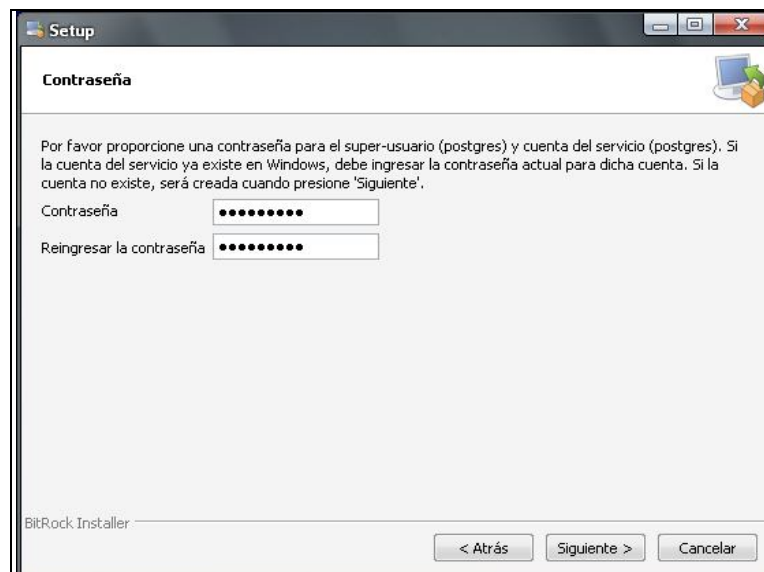 Setup
Contraseña
Por favor proporcione una contraseña para el super-usuario (postgres) y cuenta del servicio (postgres). Si
la cuenta del servicio ya existe en Windows, debe ingresar la contraseña actual para dicha cuenta. Si la
cuenta no existe, será creada cuando presione 'Siguiente'.
Contraseña •••••••••
Reingresar la contraseña •••••••••
BitRock Installer
< Atrás Siguiente > Cancelar